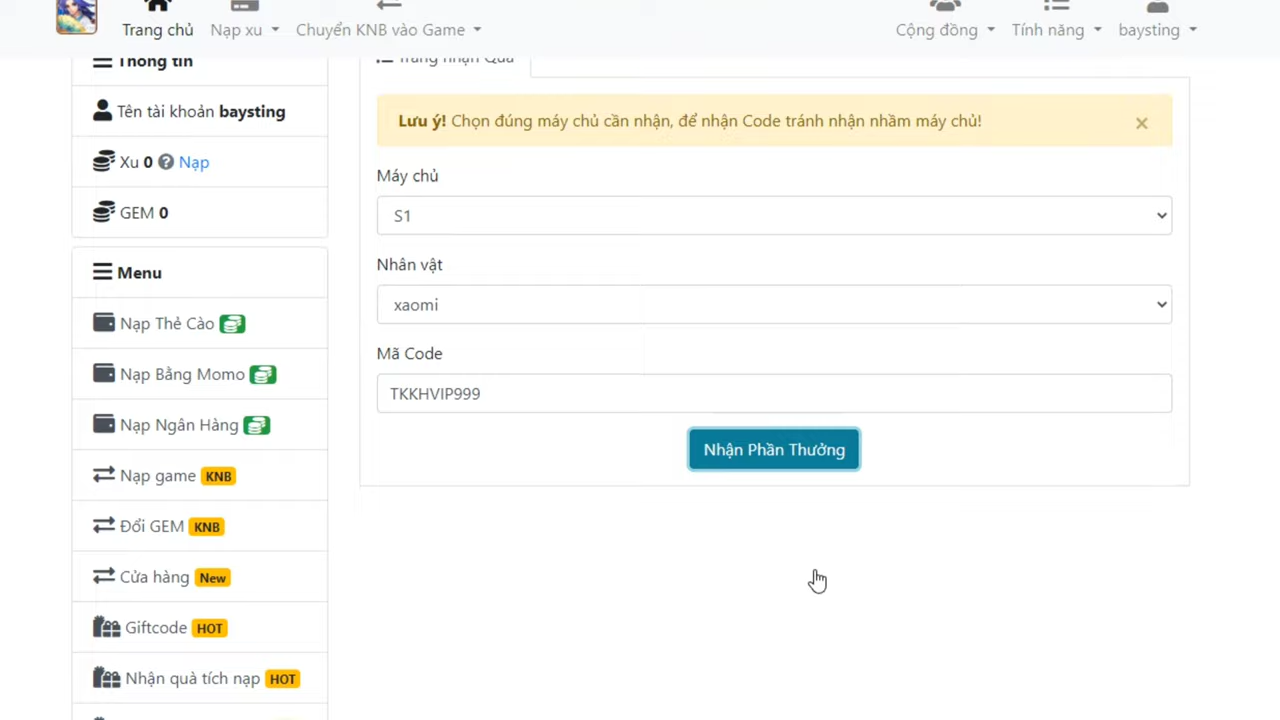 Trang chủ
Nạp xu
Chuyển KNB vào Game
Cộng đồng
Tính năng
baysting
Thông tin
Tên tài khoản baysting
Xu 0 Nạp
GEM 0
Menu
Nạp Thẻ Cào
Nạp Bằng Momo
Nạp Ngân Hàng
Nạp game KNB
Đổi GEM KNB
Cửa hàng New
Giftcode HOT
Nhận quà tích nạp HOT
Trang nhận Quà
Lưu ý! Chọn đúng máy chủ cần nhận, để nhận Code tránh nhận nhầm máy chủ!
×
Máy chủ
S1
Nhân vật
xaomi
Mã Code
TKKHVIP999
Nhận Phần Thưởng